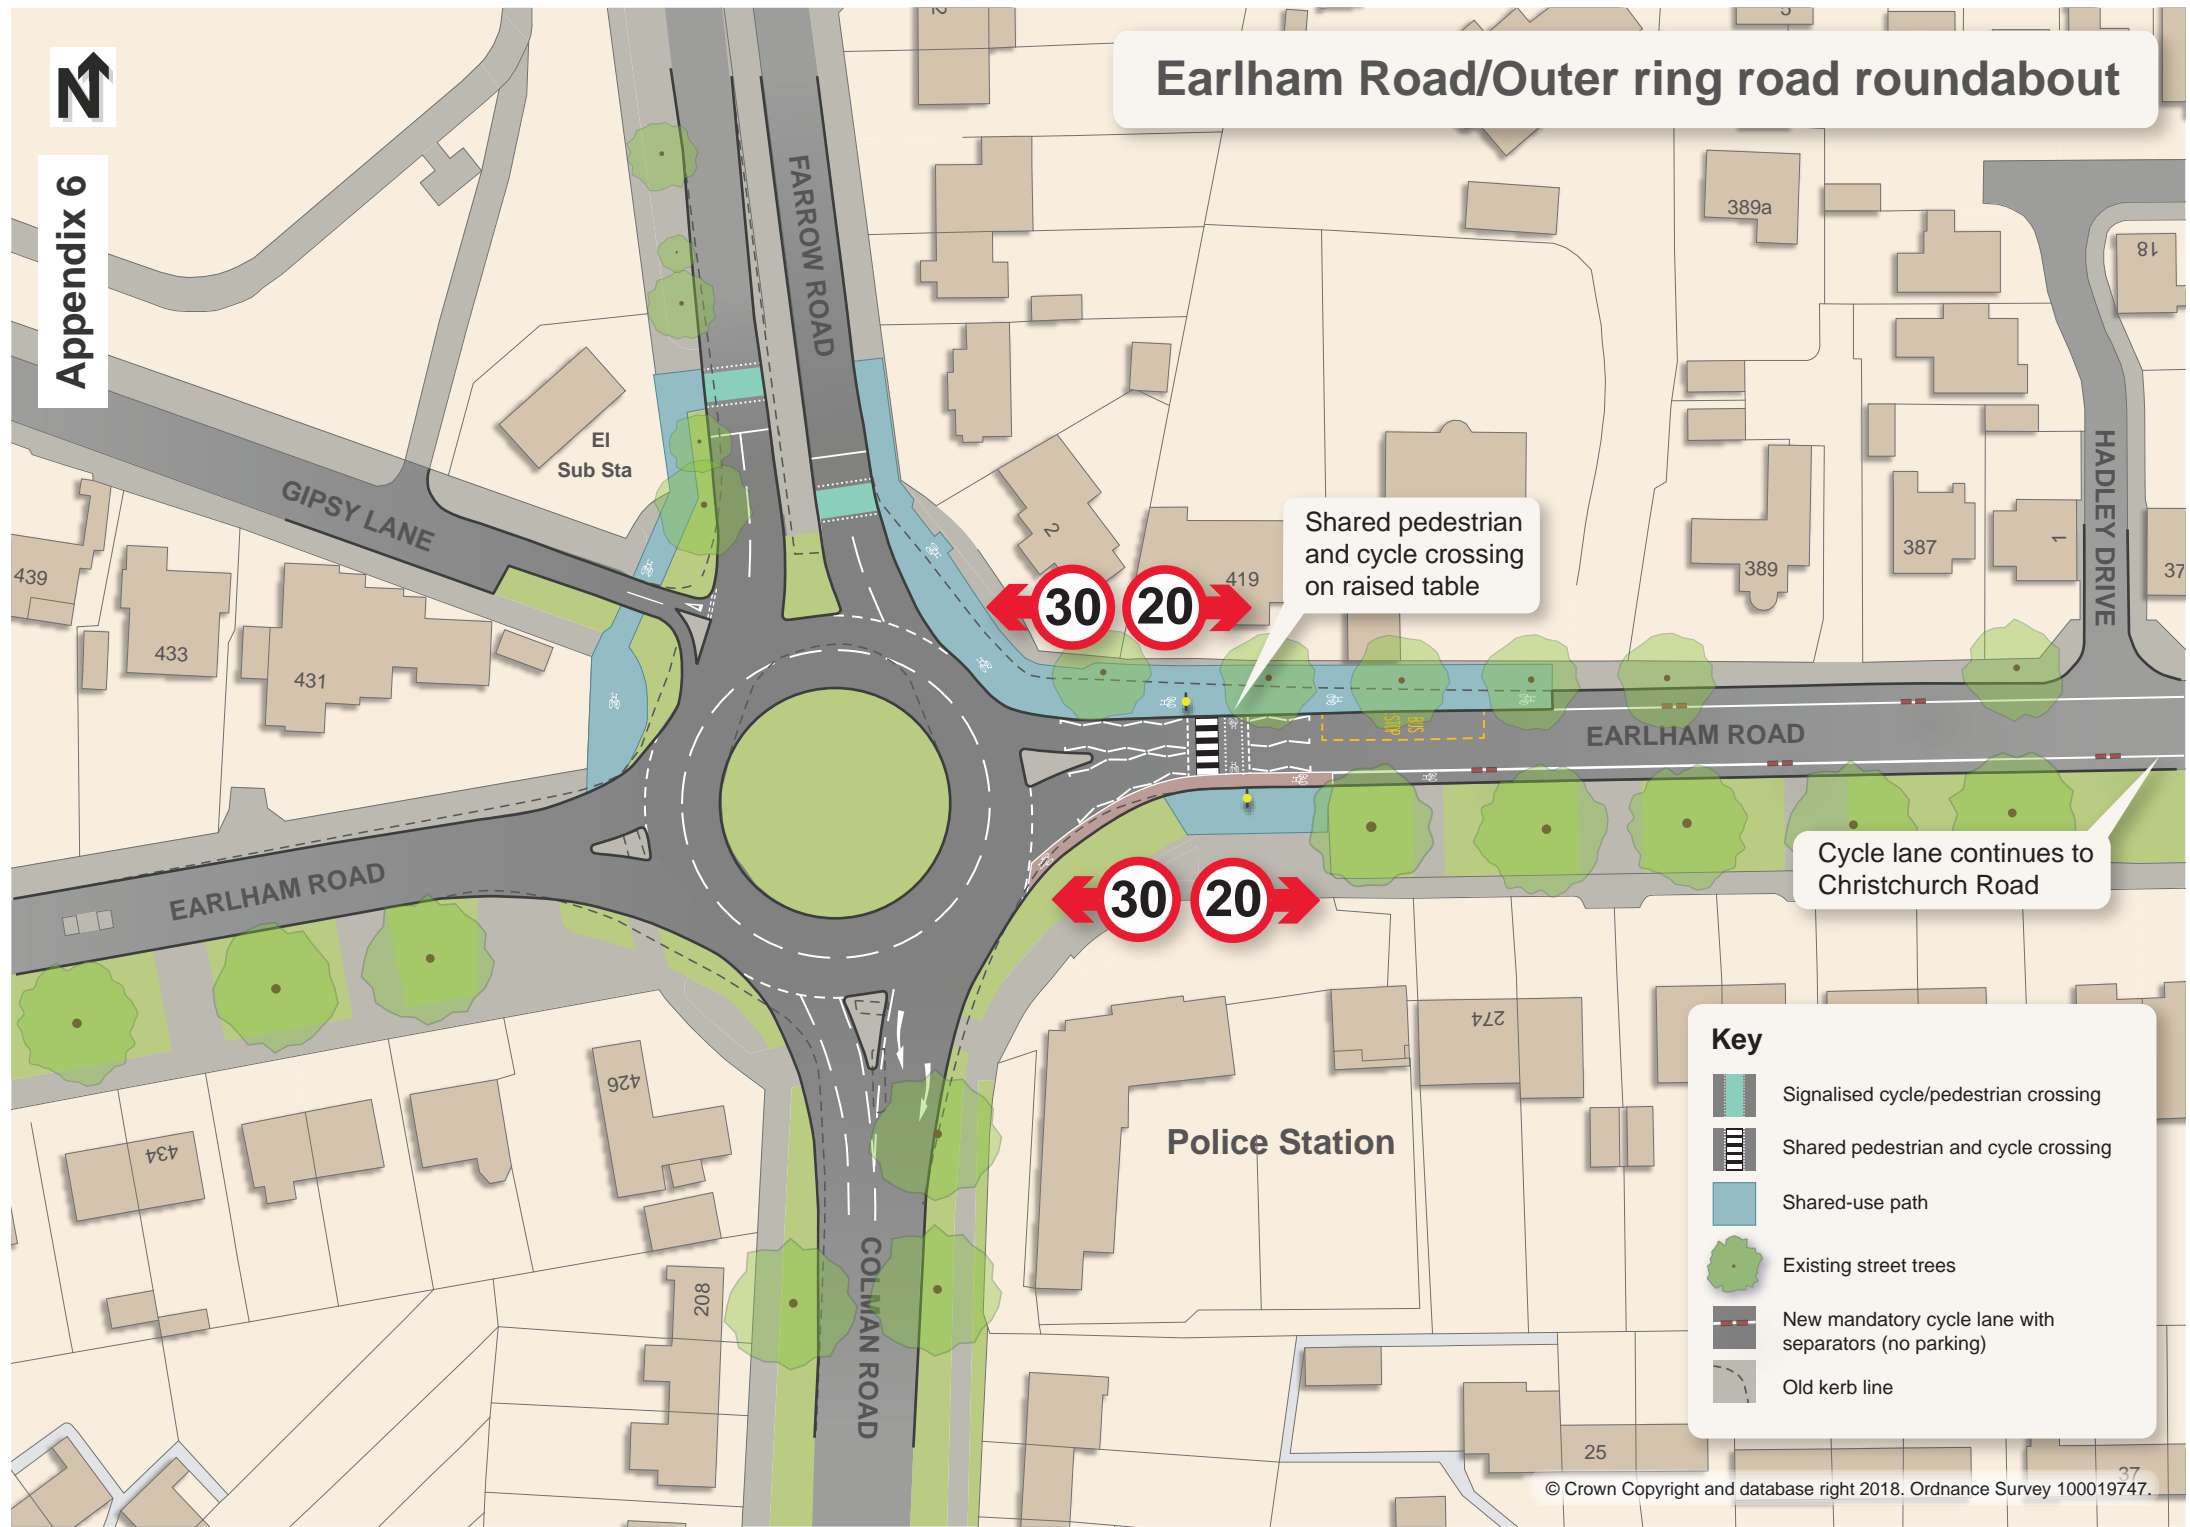 Earlham Road/Outer ring road roundabout
N
Appendix 6
FARROW ROAD
2
5
389a
18
El
Sub Sta
GIPSY LANE
HADLEY DRIVE
439
433
431
2
419
Shared pedestrian
and cycle crossing
on raised table
30
20
389
387
1
37
BUS
STOP
EARLHAM ROAD
EARLHAM ROAD
30
20
Cycle lane continues to
Christchurch Road
426
434
208
COLMAN ROAD
Police Station
274
Key
Signalised cycle/pedestrian crossing
Shared pedestrian and cycle crossing
Shared-use path
Existing street trees
New mandatory cycle lane with
separators (no parking)
Old kerb line
25
37
© Crown Copyright and database right 2018. Ordnance Survey 100019747.